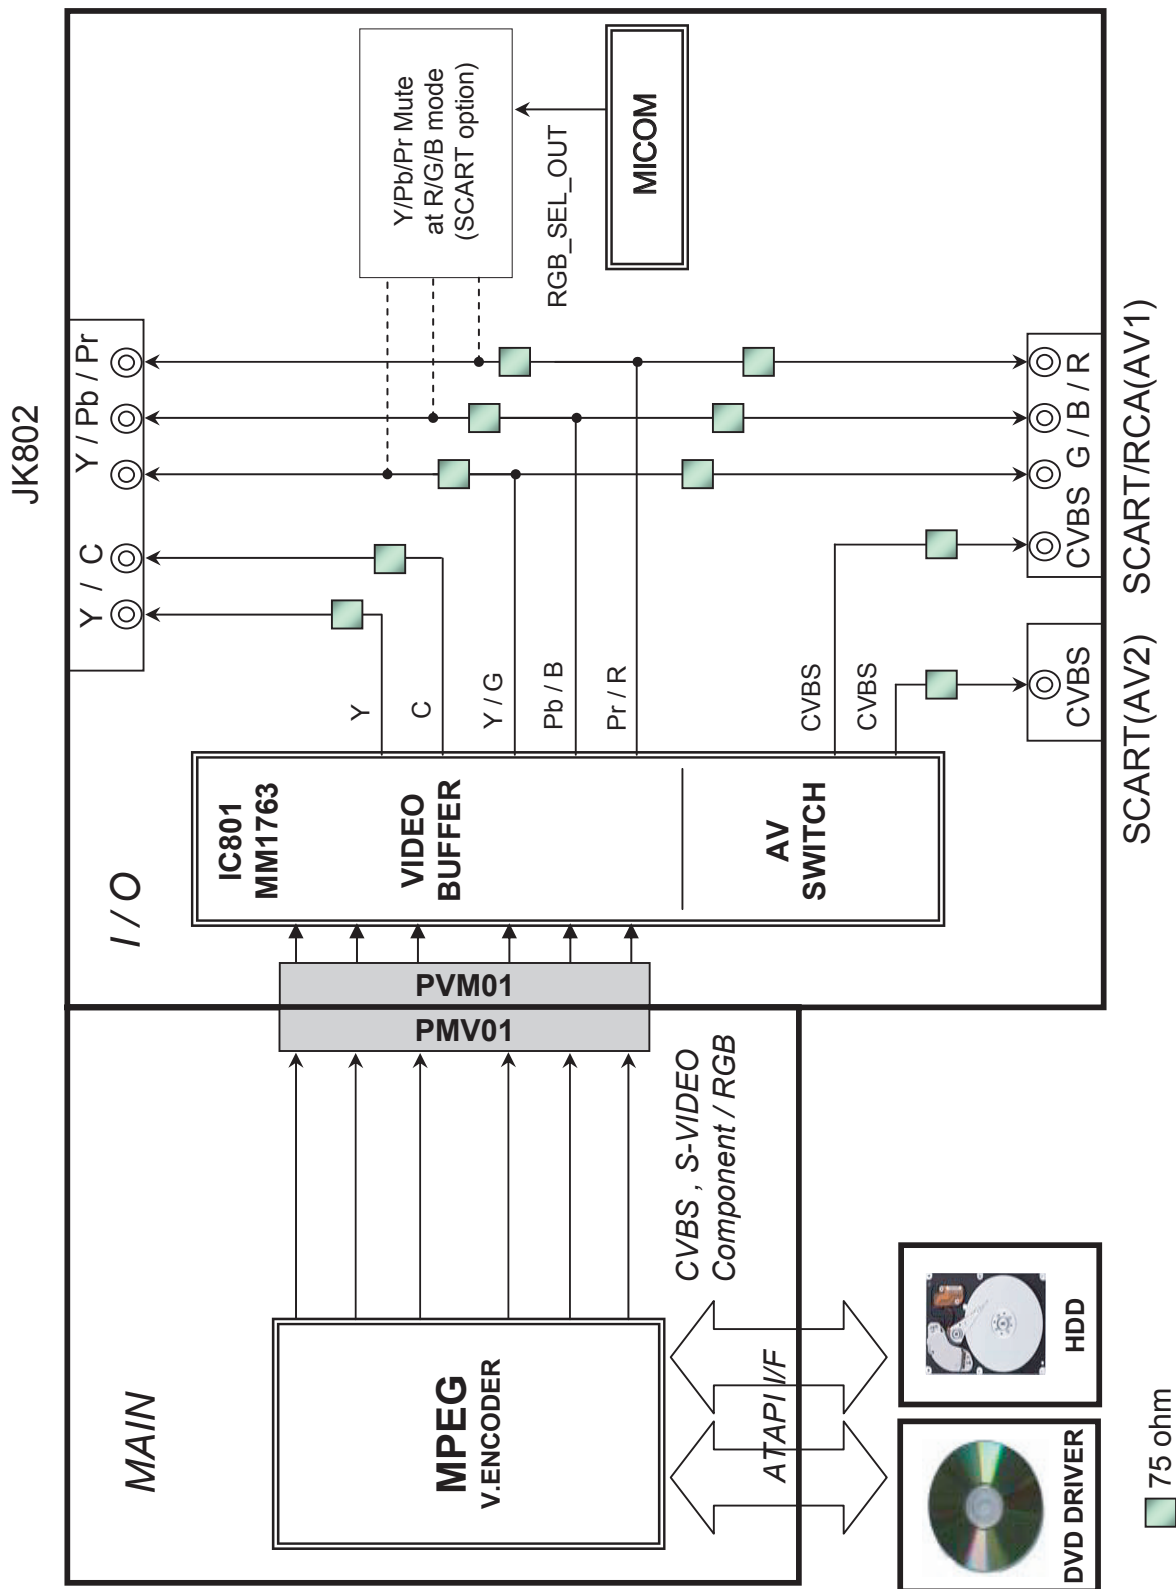 MAIN
MPEG
V.ENCODER
ATAPI I/F
DVD DRIVER
HDD
CVBS , S-VIDEO
Component / RGB
PMV01
PVM01
I / O
IC801
MM1763
VIDEO
BUFFER
AV
SWITCH
Y
C
Y / G
Pb / B
Pr / R
CVBS
CVBS
JK802
Y / C
Y / Pb / Pr
Y/Pb/Pr Mute
at R/G/B mode
(SCART option)
RGB_SEL_OUT
MICOM
CVBS
SCART(AV2)
CVBS G / B / R
SCART/RCA(AV1)
75 ohm